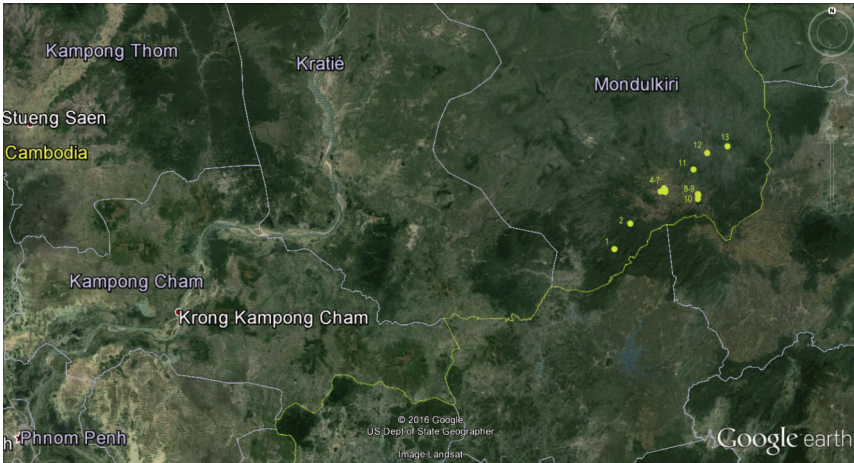 Kampong Thom
Kratié
N
Mondulkiri
Stueng Saen
Cambodia
13
12
11
4-7
8-9
10
2
1
Kampong Cham
Krong Kampong Cham
© 2016 Google
US Dept of State Geographer
Image Landsat
h Phnom Penh
Google earth